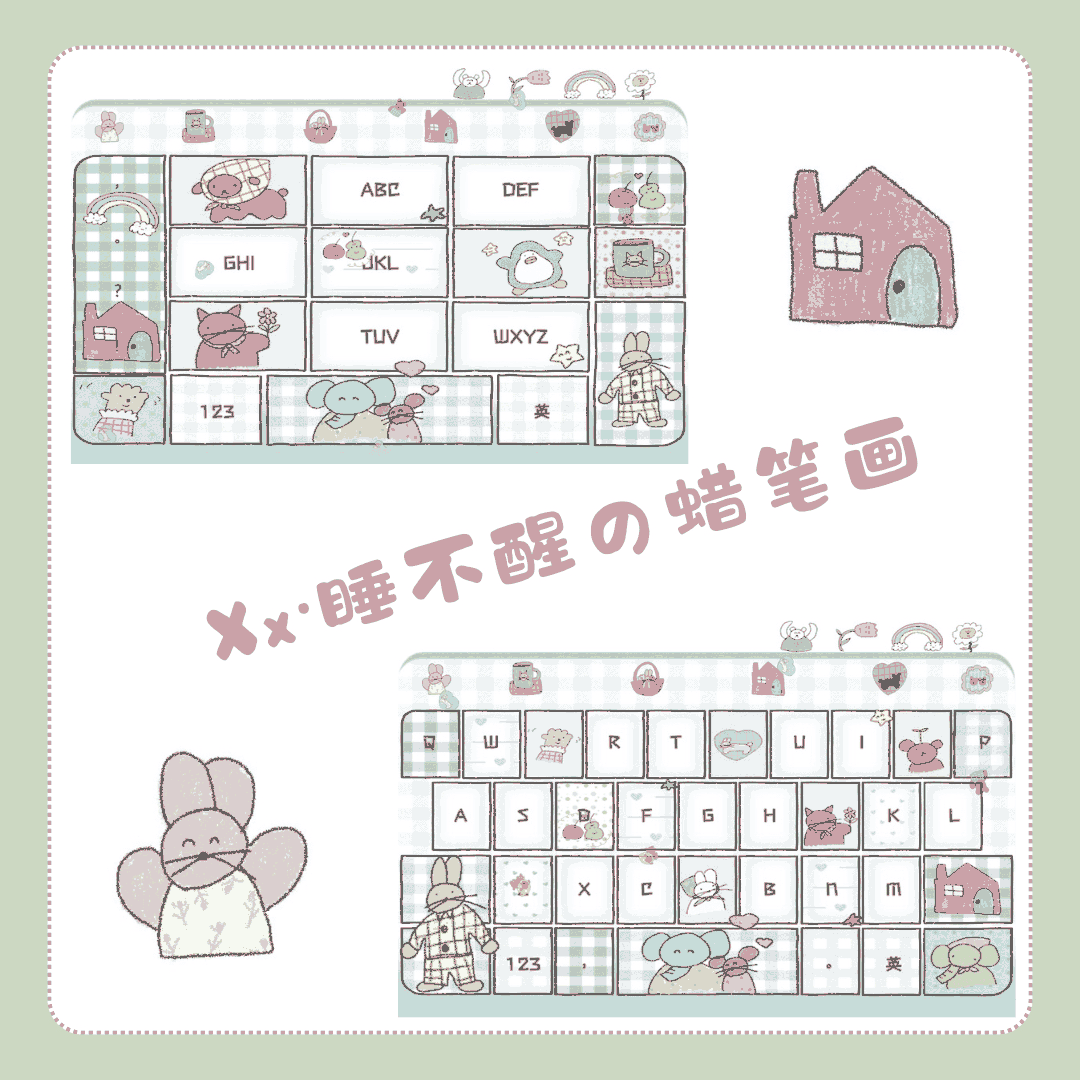 ABC DEF
，
。
?
GHI JKL
TUV WXYZ
123 英
Xx·睡不醒の蜡笔画
Q W R T U I P
A S D F G H K L
X C B N M
123 , 。 英